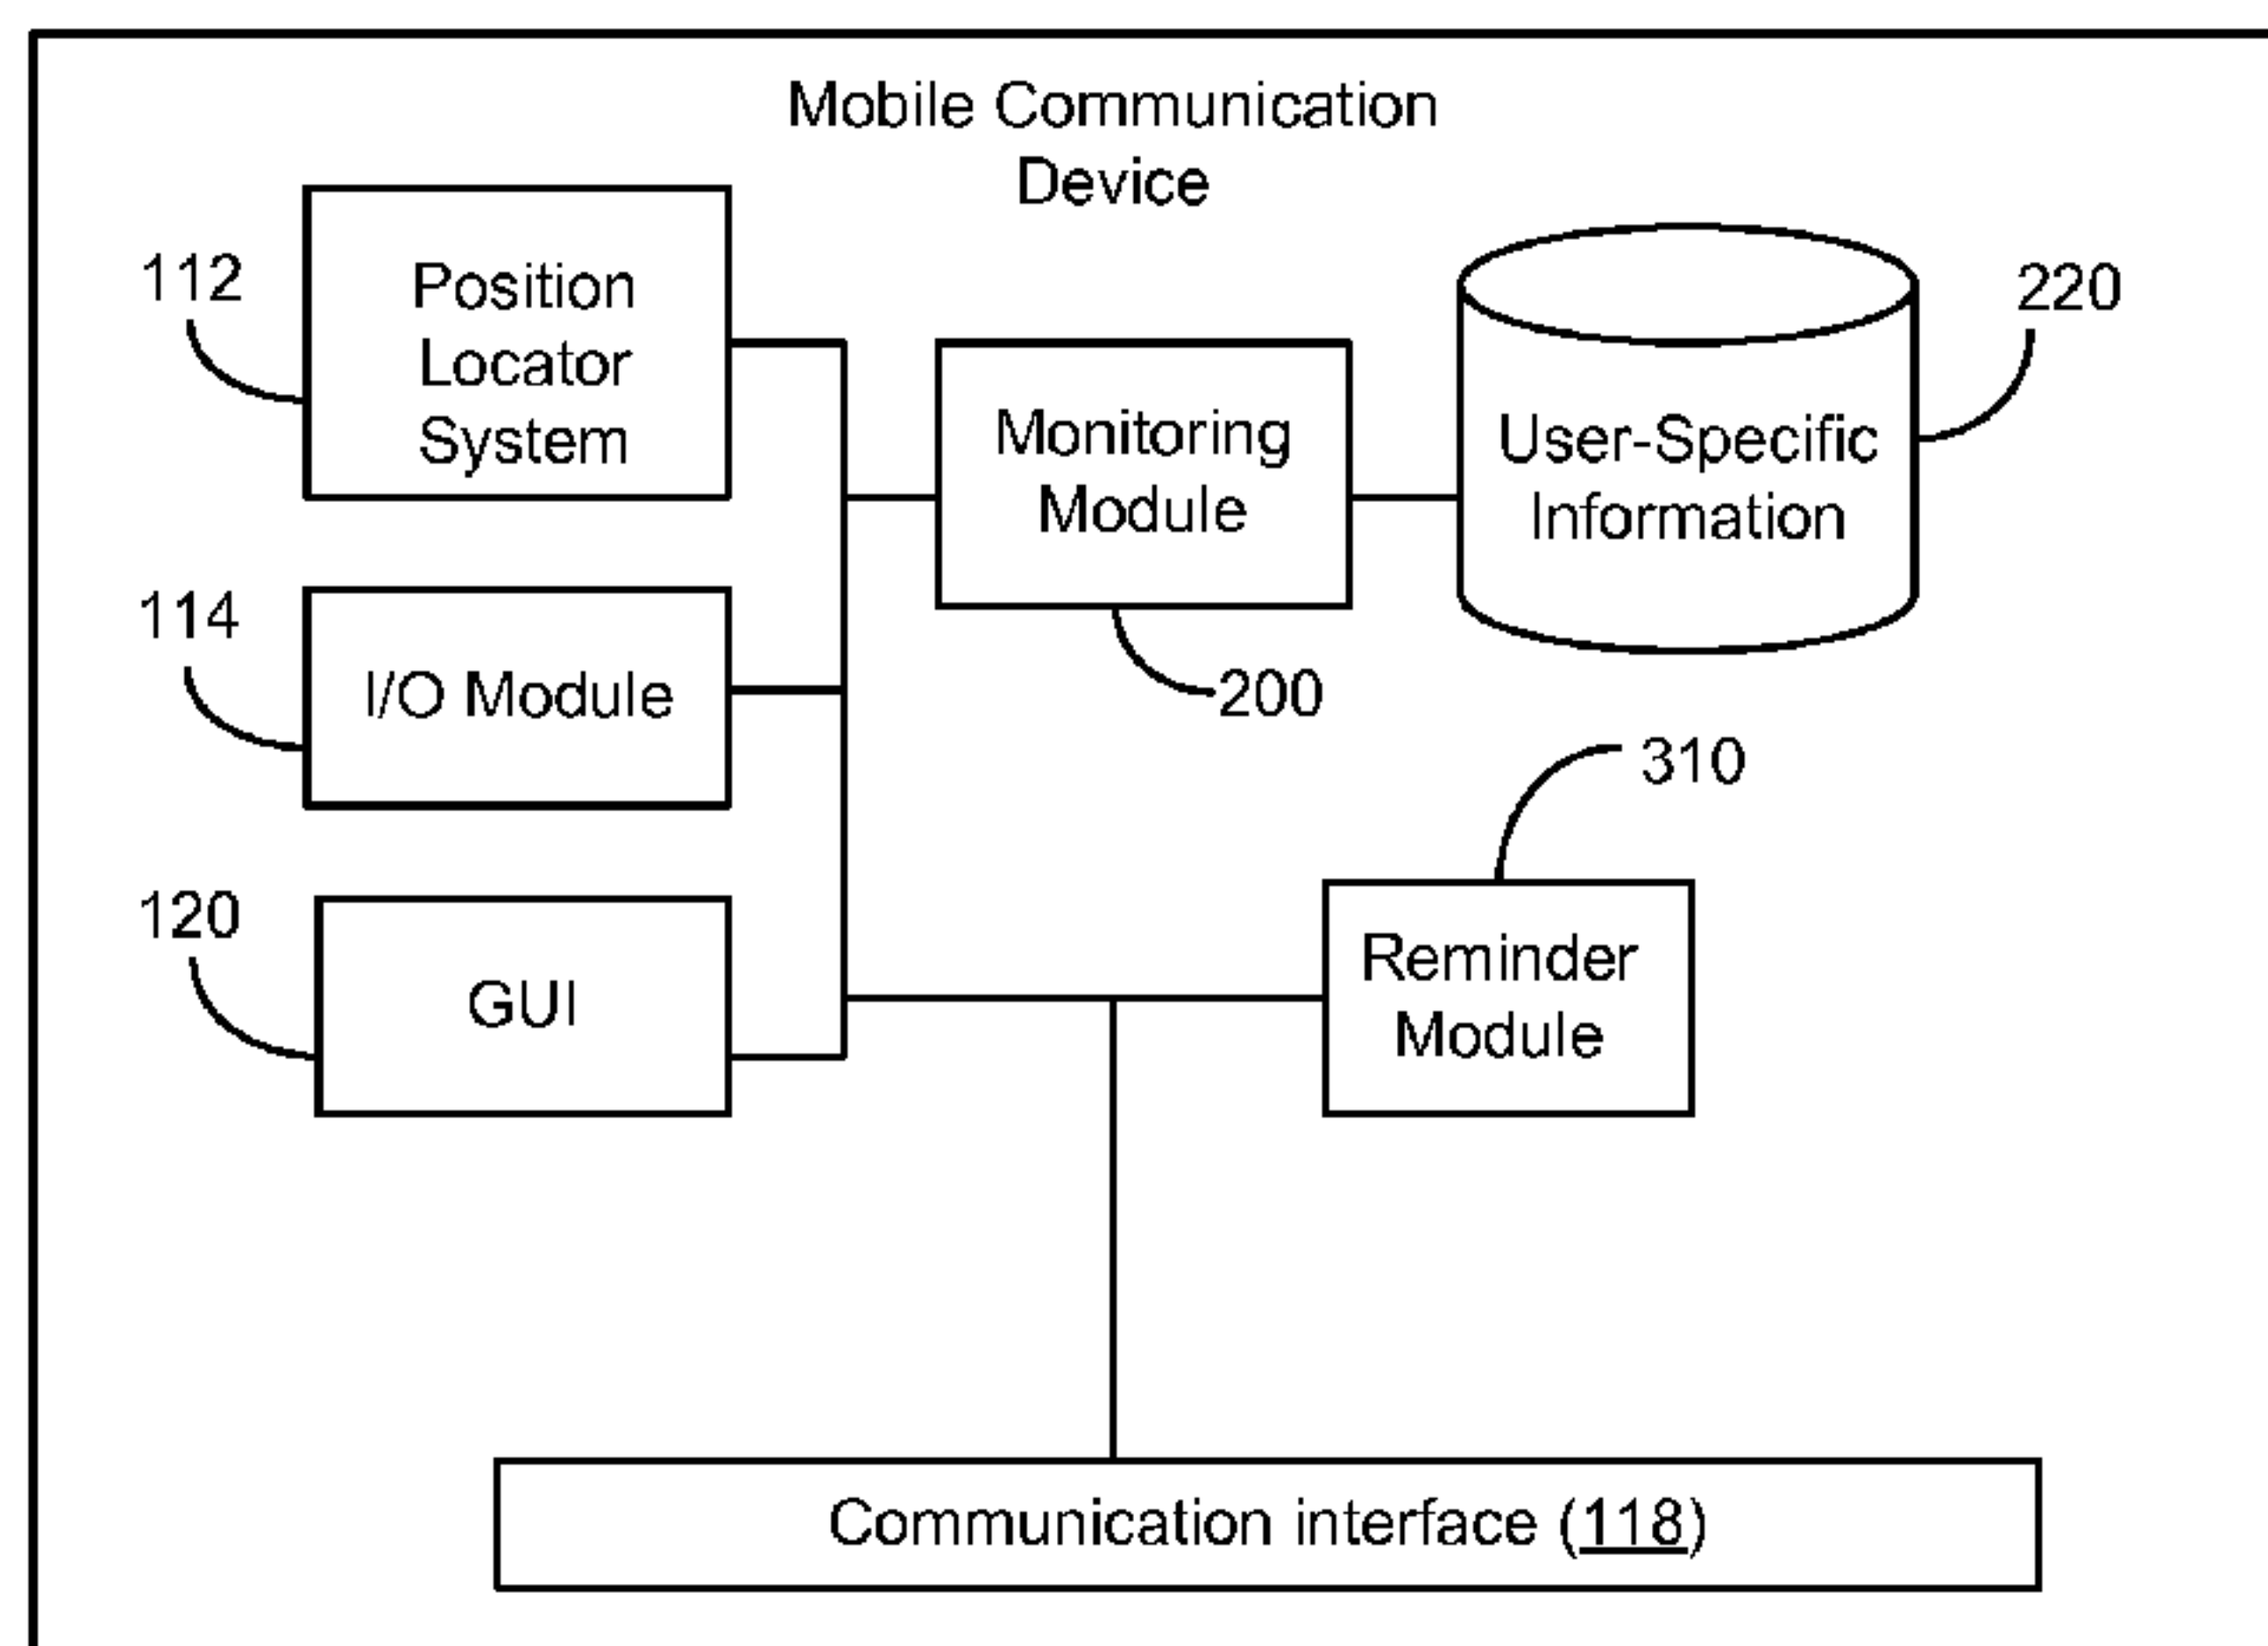 Mobile Communication
Device
112
Position
Locator
System
220
Monitoring
Module
User-Specific
Information
114
I/O Module
200
310
120
GUI
Reminder
Module
Communication interface (118)